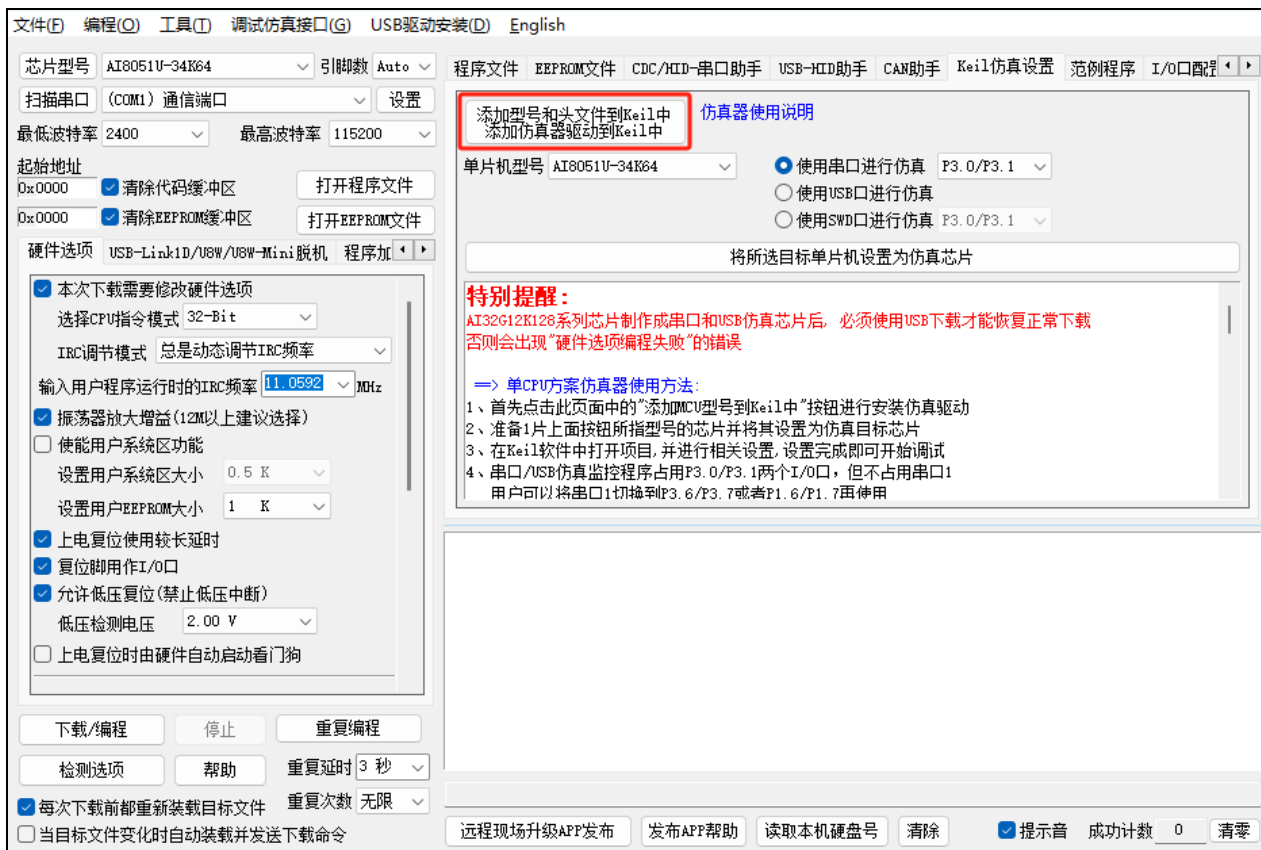 文件(F) 编程(O) 工具(T) 调试仿真接口(G) USB驱动安装(D) English
芯片型号 AI8051U-34K64 引脚数 Auto
扫描串口 (COM1) 通信端口 设置
最低波特率 2400 最高波特率 115200
起始地址
0x0000 清除代码缓冲区 打开程序文件
0x0000 清除EEPROM缓冲区 打开EEPROM文件
硬件选项 USB-Link1D/U8W/U8W-Mini脱机 程序加
本次下载需要修改硬件选项
选择CPU指令模式 32-Bit
IRC调节模式 总是动态调节IRC频率
输入用户程序运行时的IRC频率 11.0592 MHz
振荡器放大增益(12M以上建议选择)
使能用户系统区功能
设置用户系统区大小 0.5 K
设置用户EEPROM大小 1 K
上电复位使用较长延时
复位脚用作I/O口
允许低压复位(禁止低压中断)
低压检测电压 2.00 V
上电复位时由硬件自动启动看门狗
下载/编程 停止 重复编程
检测选项 帮助 重复延时 3 秒
每次下载前都重新装载目标文件 重复次数 无限
当目标文件变化时自动装载并发送下载命令
程序文件 EEPROM文件 CDC/HID-串口助手 USB-HID助手 CAN助手 Keil仿真设置 范例程序 I/O口配
添加型号和头文件到Keil中
添加仿真器驱动到Keil中
仿真器使用说明
单片机型号 AI8051U-34K64 使用串口进行仿真 P3.0/P3.1
使用USB口进行仿真
使用SWD口进行仿真 P3.0/P3.1
将所选目标单片机设置为仿真芯片
特别提醒:
AI32G12K128系列芯片制作成串口和USB仿真芯片后, 必须使用USB下载才能恢复正常下载
否则会出现"硬件选项编程失败"的错误
==> 单CPU方案仿真器使用方法:
1、首先点击此页面中的"添加MCU型号到Keil中"按钮进行安装仿真驱动
2、准备1片上面按钮所指型号的芯片并将其设置为仿真目标芯片
3、在Keil软件中打开项目,并进行相关设置,设置完成即可开始调试
4、串口/USB仿真监控程序占用P3.0/P3.1两个I/O口，但不占用串口1
用户可以将串口1切换到P3.6/P3.7或者P1.6/P1.7再使用
远程现场升级APP发布 发布APP帮助 读取本机硬盘号 清除 提示音 成功计数 0 清零